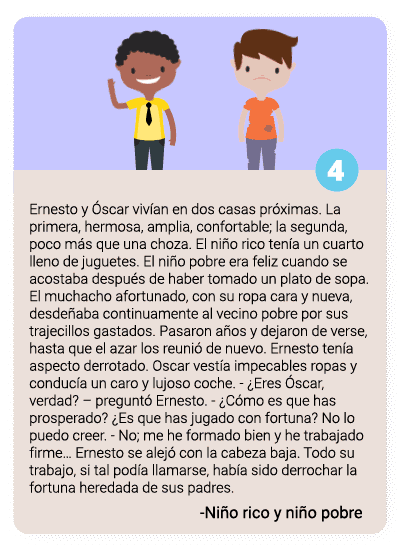 4
Ernesto y Óscar vivían en dos casas próximas. La
primera, hermosa, amplia, confortable; la segunda,
poco más que una choza. El niño rico tenía un cuarto
lleno de juguetes. El niño pobre era feliz cuando se
acostaba después de haber tomado un plato de sopa.
El muchacho afortunado, con su ropa cara y nueva,
desdeñaba continuamente al vecino pobre por sus
trajecillos gastados. Pasaron años y dejaron de verse,
hasta que el azar los reunió de nuevo. Ernesto tenía
aspecto derrotado. Oscar vestía impecables ropas y
conducía un caro y lujoso coche. - ¿Eres Óscar,
verdad? – preguntó Ernesto. - ¿Cómo es que has
prosperado? ¿Es que has jugado con fortuna? No lo
puedo creer. - No; me he formado bien y he trabajado
firme... Ernesto se alejó con la cabeza baja. Todo su
trabajo, si tal podía llamarse, había sido derrochar la
fortuna heredada de sus padres.
-Niño rico y niño pobre